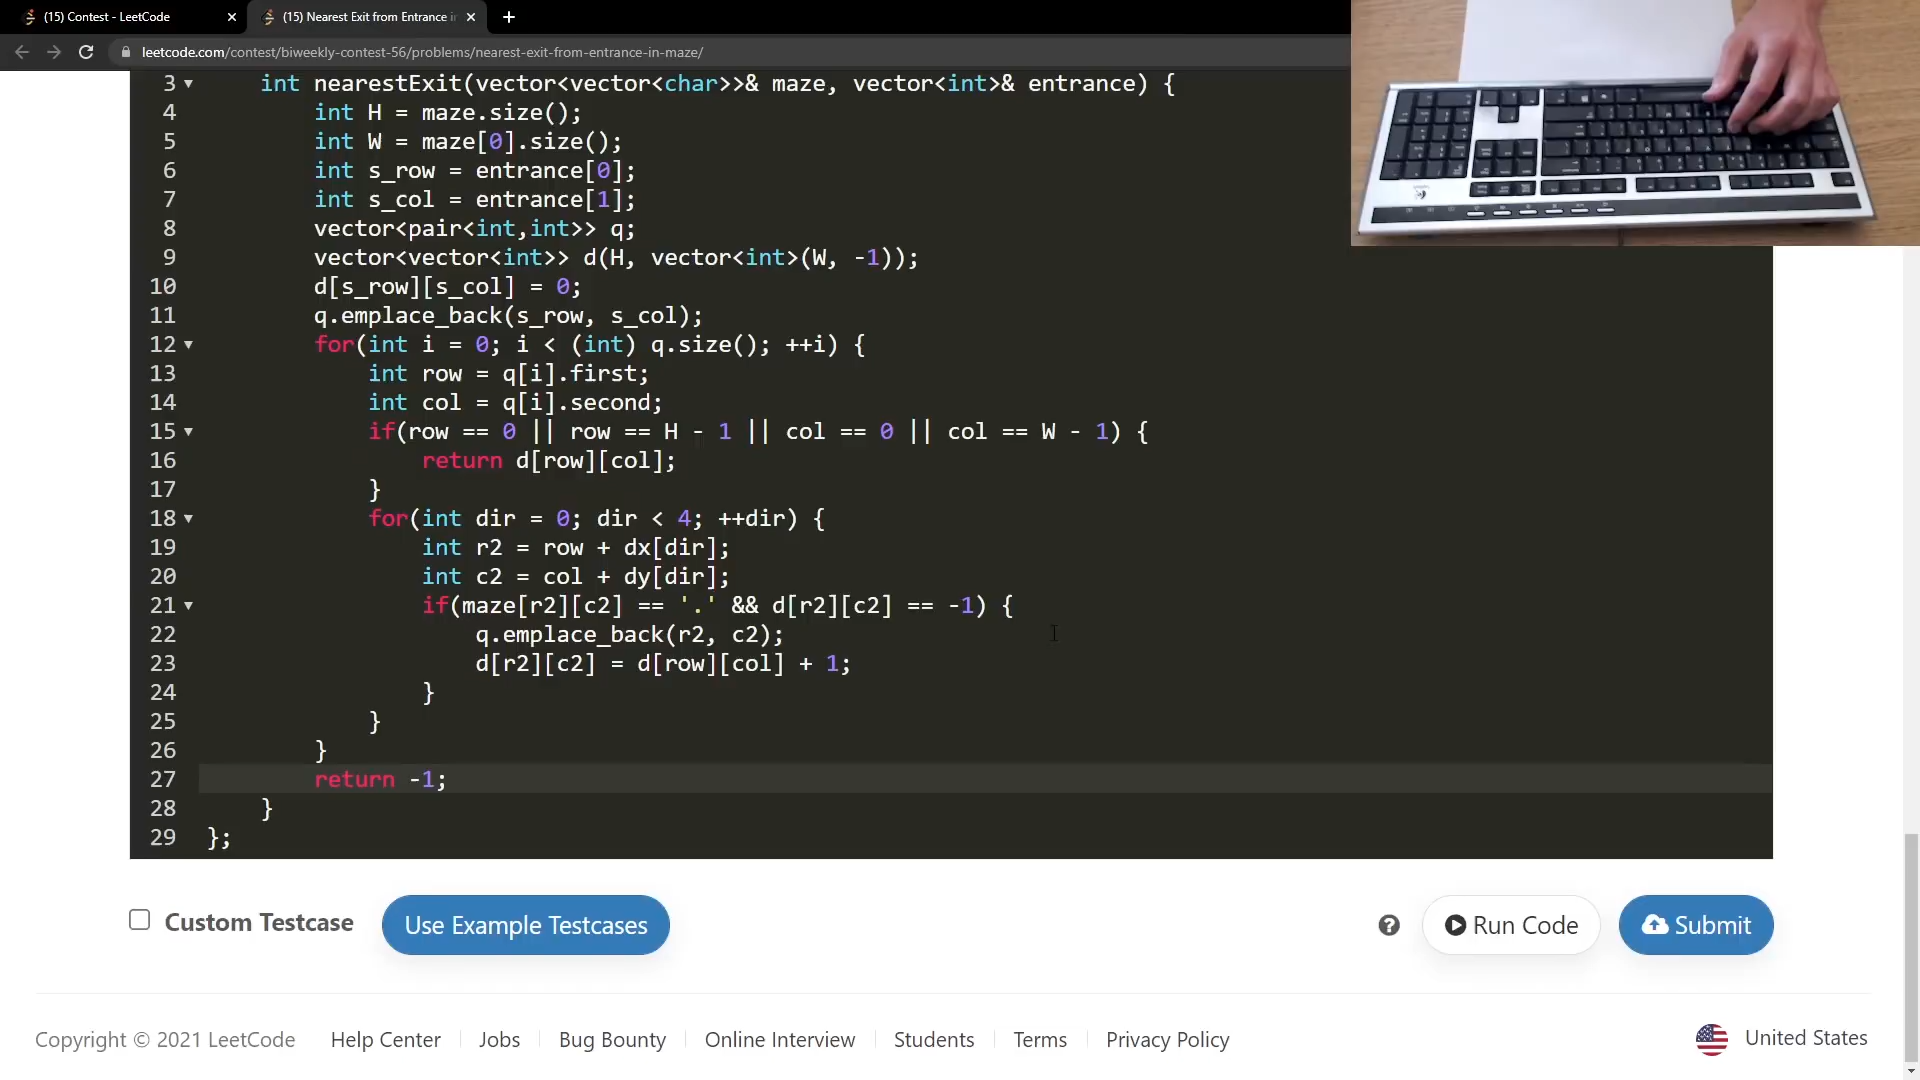 (15) Contest - LeetCode
(15) Nearest Exit from Entrance in
leetcode.com/contest/biweekly-contest-56/problems/nearest-exit-from-entrance-in-maze/
3 int nearestExit(vector<vector<char>>& maze, vector<int>& entrance) {
4 int H = maze.size();
5 int W = maze[0].size();
6 int s_row = entrance[0];
7 int s_col = entrance[1];
8 vector<pair<int,int>> q;
9 vector<vector<int>> d(H, vector<int>(W, -1));
10 d[s_row][s_col] = 0;
11 q.emplace_back(s_row, s_col);
12 for(int i = 0; i < (int) q.size(); ++i) {
13 int row = q[i].first;
14 int col = q[i].second;
15 if(row == 0 || row == H - 1 || col == 0 || col == W - 1) {
16 return d[row][col];
17 }
18 for(int dir = 0; dir < 4; ++dir) {
19 int r2 = row + dx[dir];
20 int c2 = col + dy[dir];
21 if(maze[r2][c2] == '.' && d[r2][c2] == -1) {
22 q.emplace_back(r2, c2);
23 d[r2][c2] = d[row][col] + 1;
24 }
25 }
26 }
27 return -1;
28 }
29 };
Custom Testcase
Use Example Testcases
Run Code
Submit
Copyright © 2021 LeetCode
Help Center
Jobs
Bug Bounty
Online Interview
Students
Terms
Privacy Policy
United States